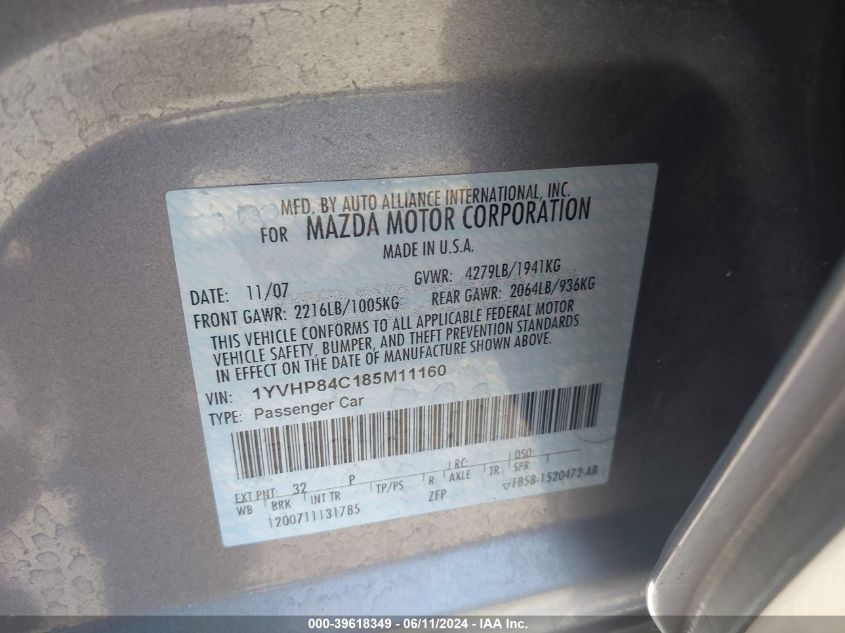 MFD. BY AUTO ALLIANCE INTERNATIONAL, INC.
FOR MAZDA MOTOR CORPORATION
MADE IN U.S.A.
DATE: 11/07 GVWR: 4279LB/1941KG
FRONT GAWR: 2216LB/1005KG REAR GAWR: 2064LB/936KG
THIS VEHICLE CONFORMS TO ALL APPLICABLE FEDERAL MOTOR
VEHICLE SAFETY, BUMPER, AND THEFT PREVENTION STANDARDS
IN EFFECT ON THE DATE OF MANUFACTURE SHOWN ABOVE.
VIN: 1YVHP84C185M11160
TYPE: Passenger Car
EXT PNT: 32 P RC: DSO:
WB BRK INT TR TP/PS R AXLE TR SPR
ZFP F85B-1520472-AB
1200711131785
000-39618349 - 06/11/2024 - IAA, Inc.